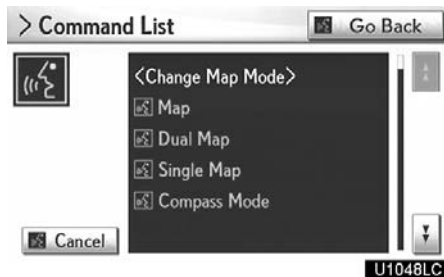 > Command List
Go Back
<Change Map Mode>
Map
Dual Map
Single Map
Compass Mode
Cancel
U1048LC